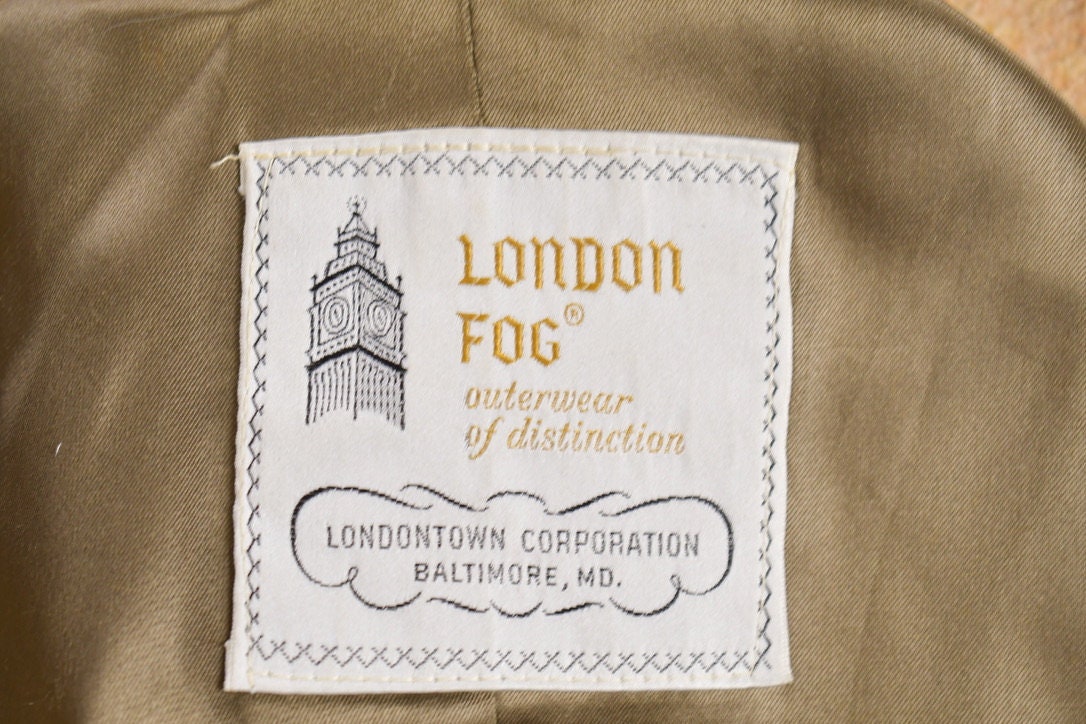 LONDON
FOG®
outerwear
of distinction
LONDONTOWN CORPORATION
BALTIMORE, MD.